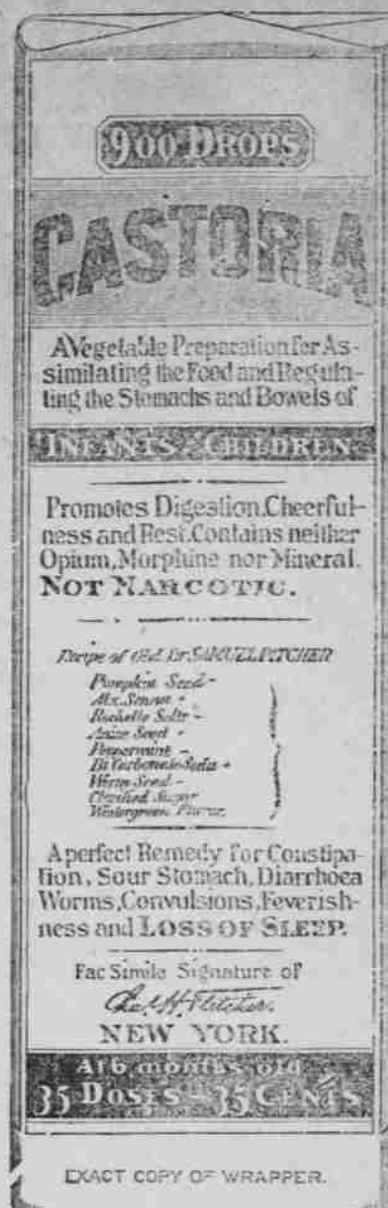 900 DROPS
CASTORIA
A Vegetable Preparation for As-
similating the Food and Regula-
ting the Stomachs and Bowels of
INFANTS & CHILDREN
Promotes Digestion, Cheerful-
ness and Rest. Contains neither
Opium, Morphine nor Mineral.
NOT NARCOTIC.
Recipe of Old Dr. SAMUEL PITCHER
Pumpkin Seed -
Alx. Senna +
Rochelle Salts -
Anise Seed +
Peppermint -
Bi Carbonate Soda +
Worm Seed -
Clarified Sugar
Wintergreen Flavor.
A perfect Remedy for Constipa-
tion, Sour Stomach, Diarrhoea
Worms, Convulsions, Feverish-
ness and LOSS OF SLEEP.
Fac Simile Signature of
Chas. H. Fletcher.
NEW YORK.
At 6 months old
35 DOSES - 35 CENTS
EXACT COPY OF WRAPPER.